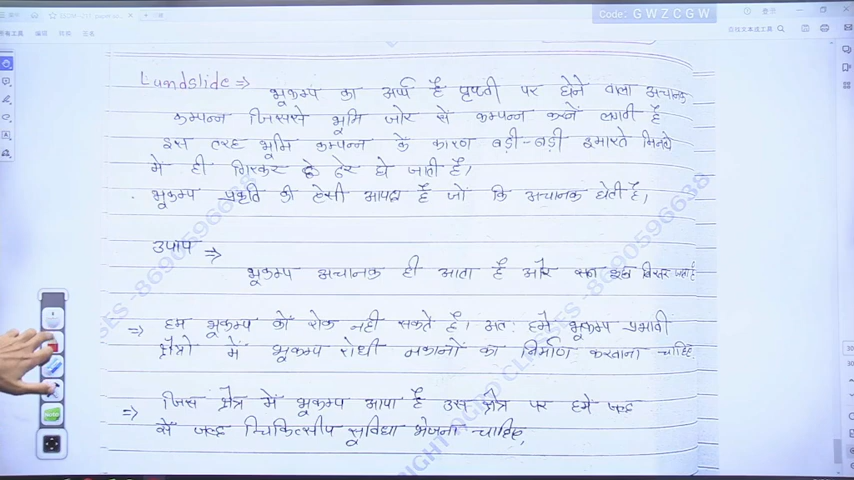 Code: GWZCGW
Landslide ⇒ भूकम्प का अर्थ है पृथ्वी पर होने वाला अचानक
कम्पन्न जिससे भूमि जोर से कम्पन्न करनें लगती है
इस तरह भूमि कम्पन्न के कारण बड़ी-बड़ी इमारते मिनटो
में ही गिरकर ढेर हो जाती है।
भूकम्प प्रकृति की ऐसी आपदा है जो कि अचानक होती है।
उपाय ⇒
भूकम्प अचानक ही आता है और
⇒ हम भूकम्प को रोक नही सकते है। अतः हमे भूकम्प प्रभावी
क्षैत्रो में भूकम्प रोधी मकानों का निर्माण करवाना चाहिए
⇒ जिस क्षैत्र में भूकम्प आया है उस क्षैत्र पर हमे जल्द
से जल्द चिकित्सीय सुविधा भेजना चाहिए,